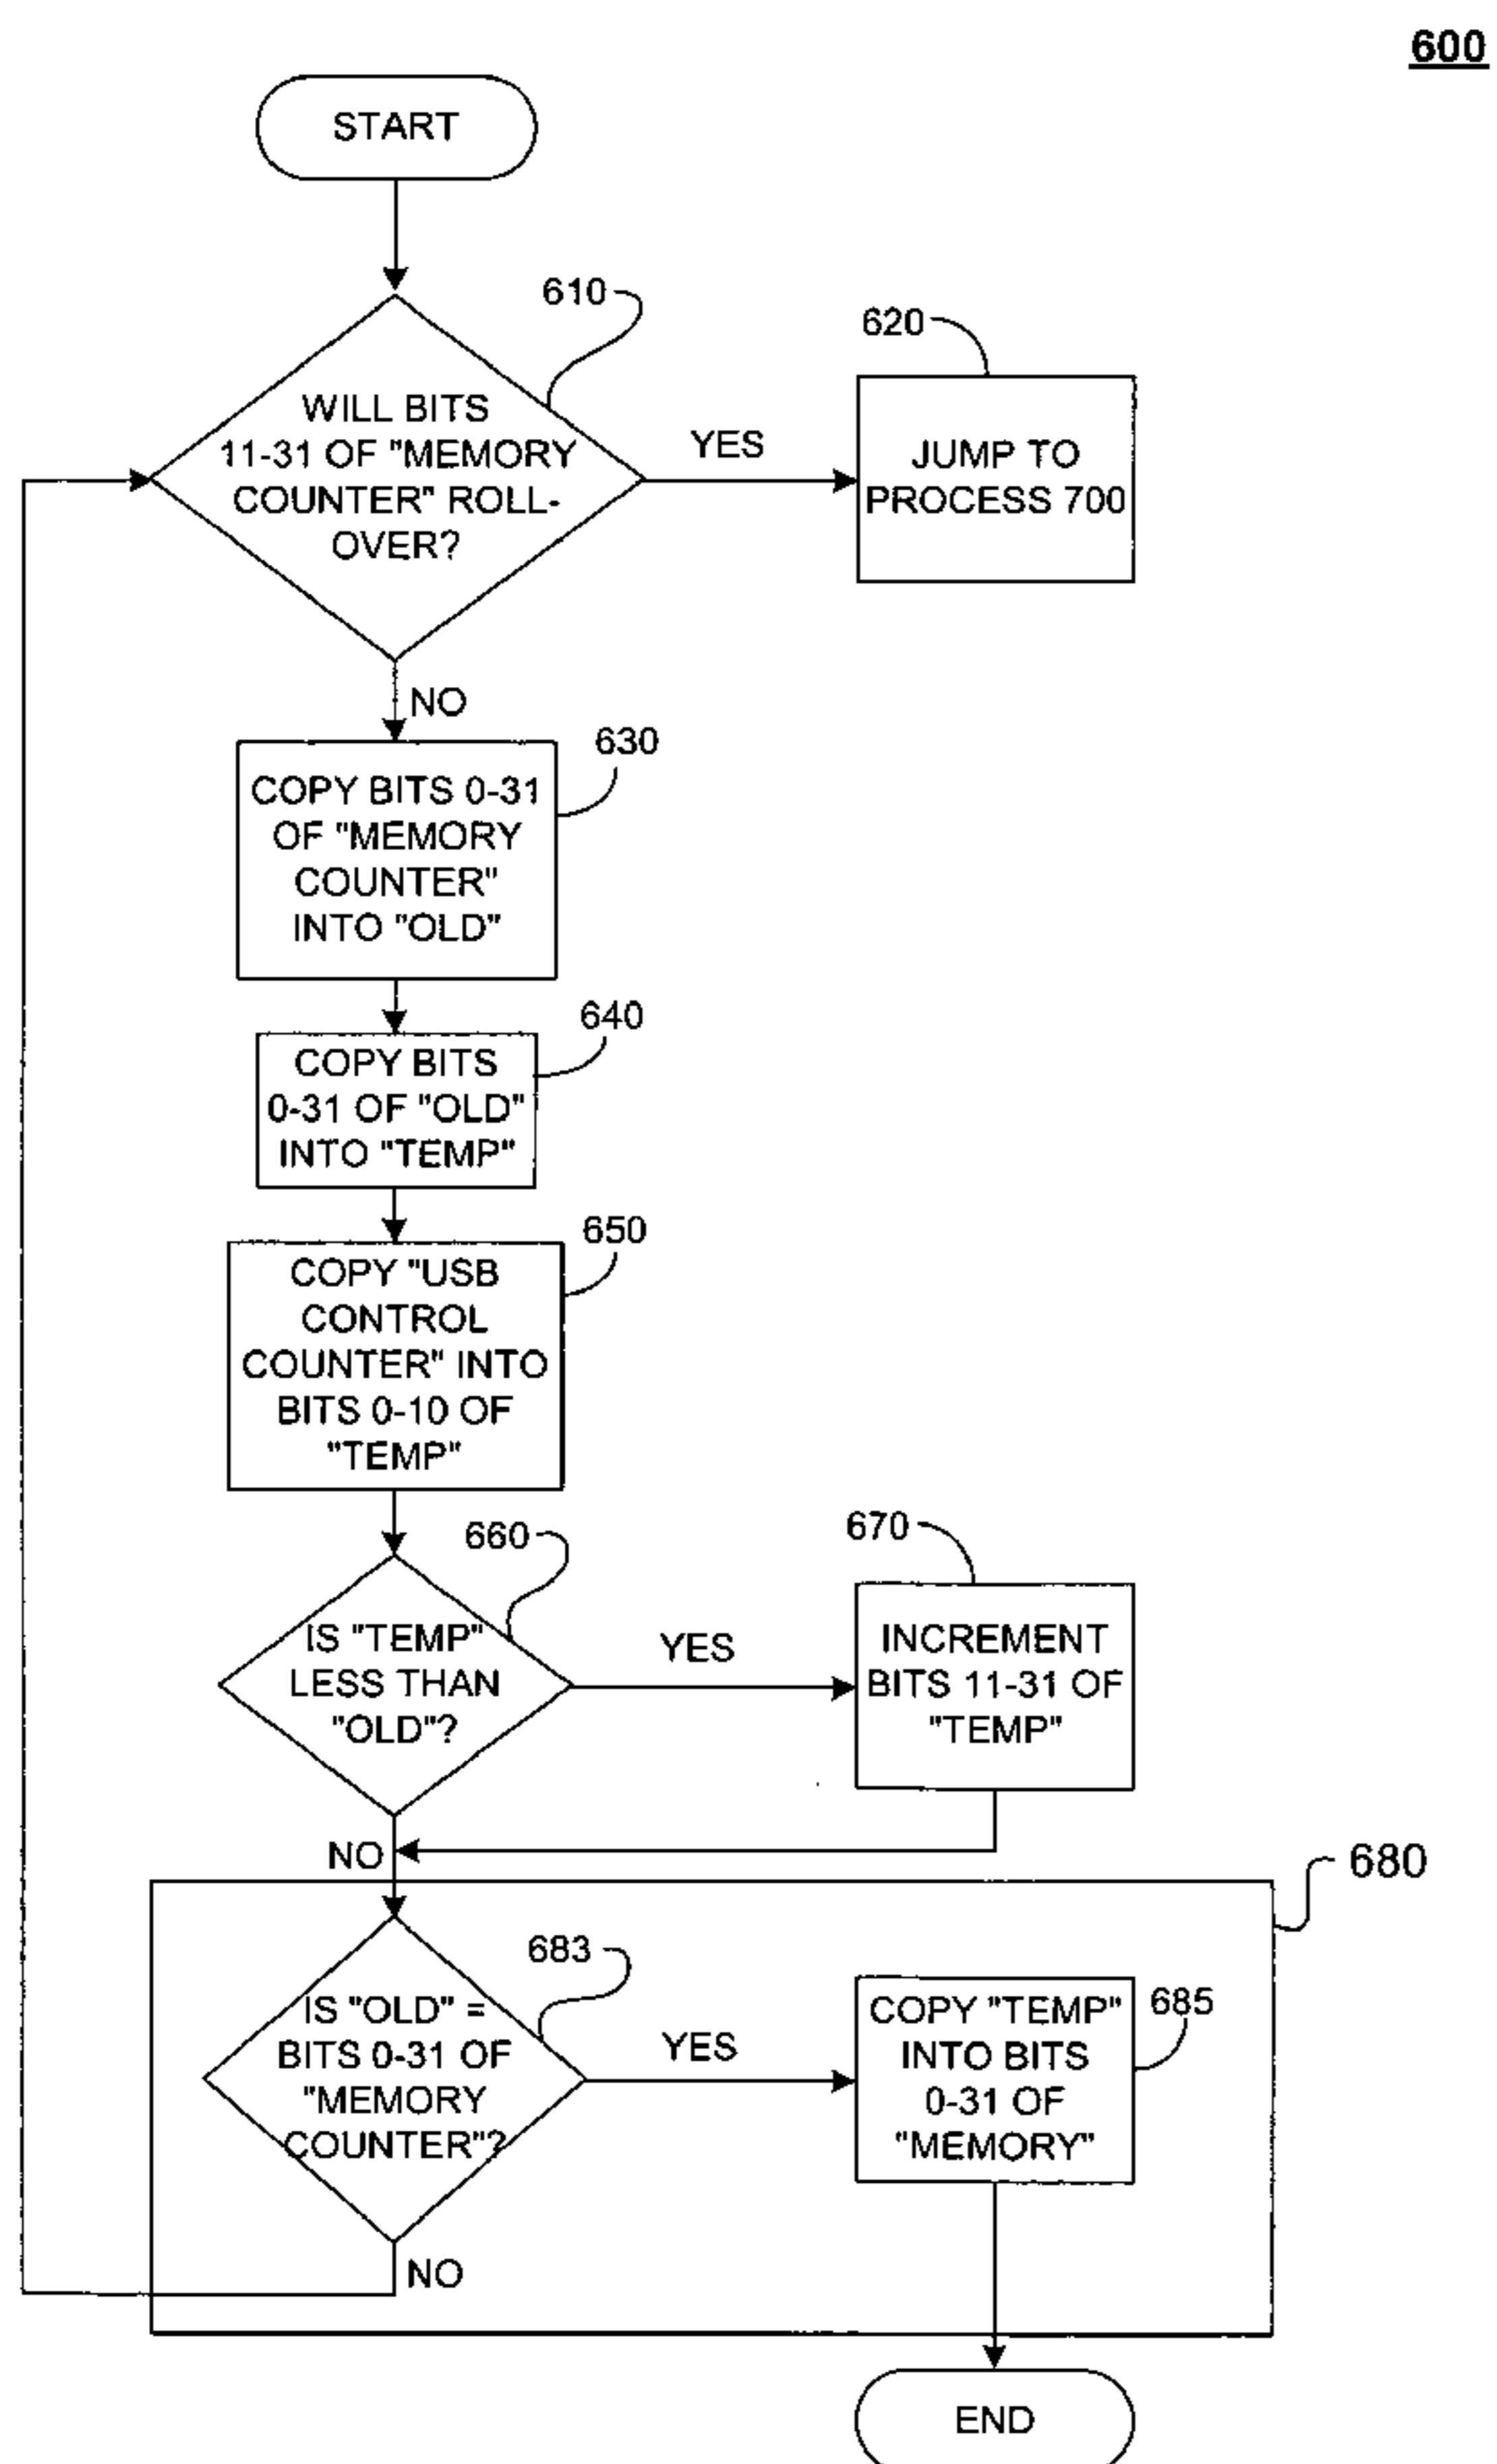 600
START
610
WILL BITS
11-31 OF "MEMORY
COUNTER" ROLL-
OVER?
YES
620
JUMP TO
PROCESS 700
NO
630
COPY BITS 0-31
OF "MEMORY
COUNTER"
INTO "OLD"
640
COPY BITS
0-31 OF "OLD"
INTO "TEMP"
650
COPY "USB
CONTROL
COUNTER" INTO
BITS 0-10 OF
"TEMP"
660
IS "TEMP"
LESS THAN
"OLD"?
YES
670
INCREMENT
BITS 11-31 OF
"TEMP"
NO
680
683
IS "OLD" =
BITS 0-31 OF
"MEMORY
COUNTER"?
YES
685
COPY "TEMP"
INTO BITS
0-31 OF
"MEMORY"
NO
END